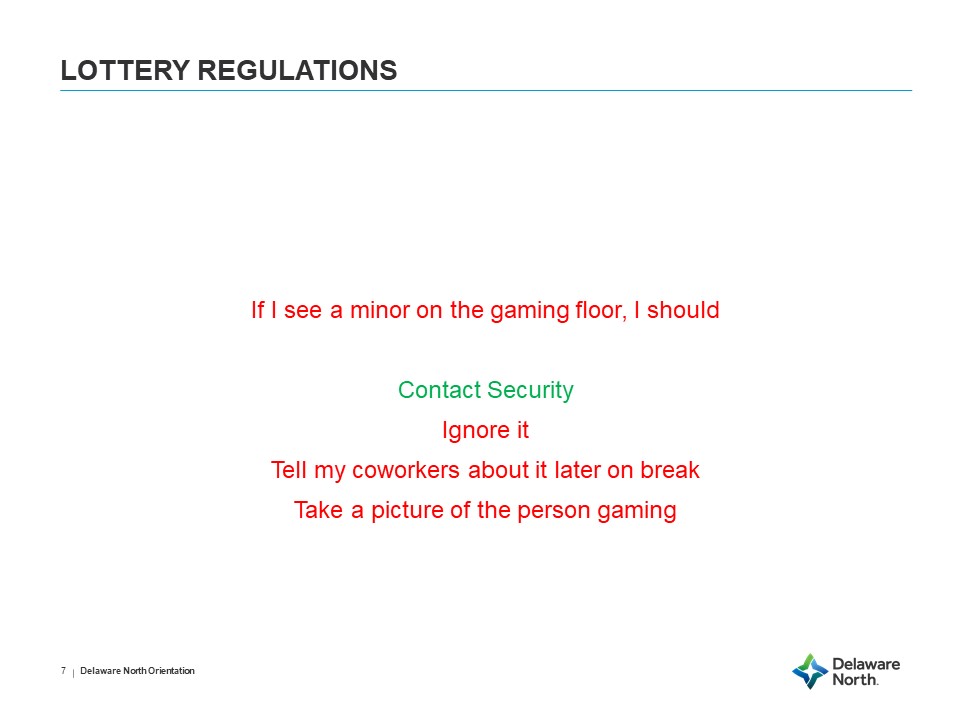 LOTTERY REGULATIONS
If I see a minor on the gaming floor, I should
Contact Security
Ignore it
Tell my coworkers about it later on break
Take a picture of the person gaming
7 | Delaware North Orientation
Delaware
North.